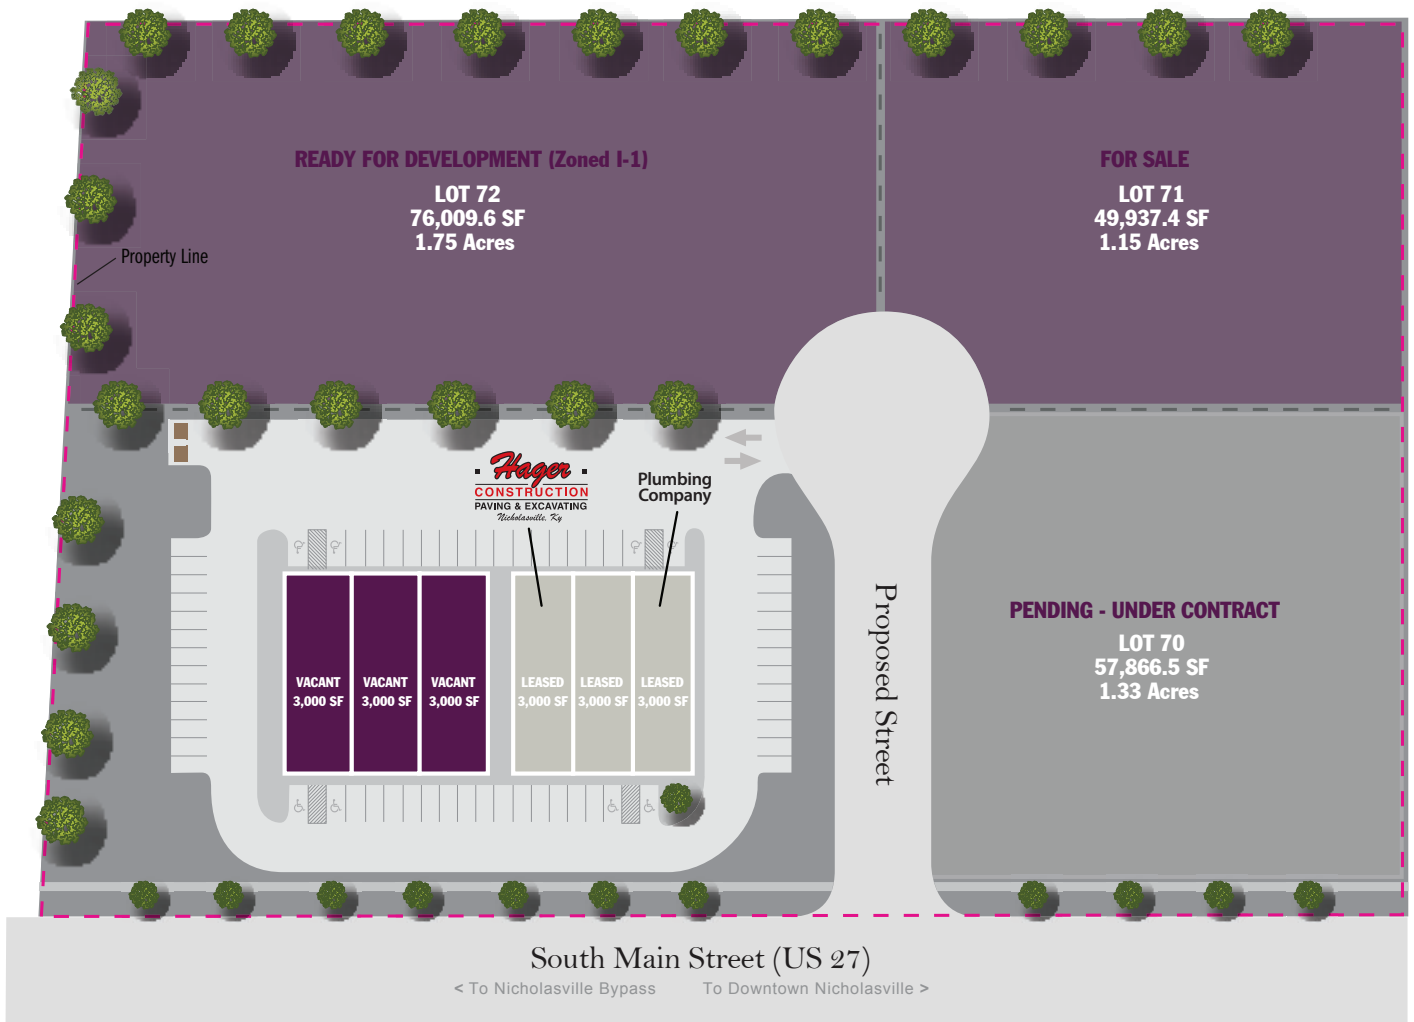 READY FOR DEVELOPMENT (Zoned I-1)
LOT 72
76,009.6 SF
1.75 Acres
FOR SALE
LOT 71
49,937.4 SF
1.15 Acres
Property Line
Hager
CONSTRUCTION
PAVING & EXCAVATING
Nicholasville, Ky
Plumbing
Company
VACANT
3,000 SF
VACANT
3,000 SF
VACANT
3,000 SF
LEASED
3,000 SF
LEASED
3,000 SF
LEASED
3,000 SF
Proposed Street
PENDING - UNDER CONTRACT
LOT 70
57,866.5 SF
1.33 Acres
South Main Street (US 27)
< To Nicholasville Bypass
To Downtown Nicholasville >